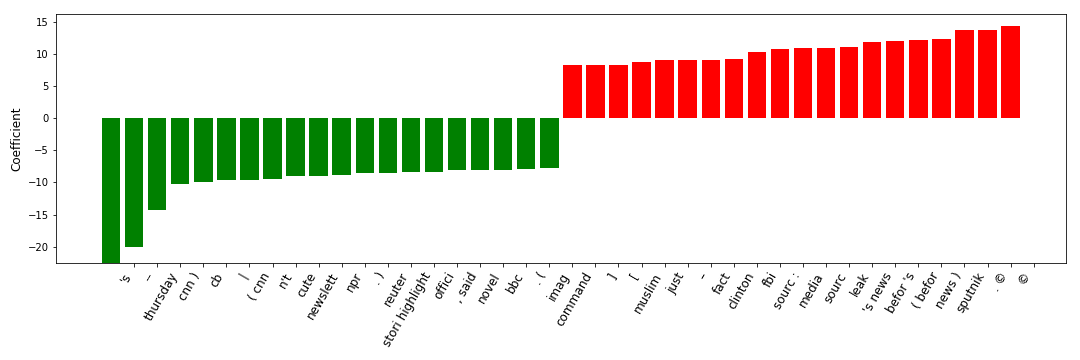 15
10
5
0
−5
−10
−15
−20
Coefficient
's
–
thursday
cnn )
cb
|
( cnn
n't
cute
newslett
npr
. )
reuter
stori highlight
offici
, said
novel
bbc
. (
imag
command
]
[
muslim
just
-
fact
clinton
fbi
sourc :
media
sourc
leak
's news
befor 's
( befor
news )
sputnik
. ©
©